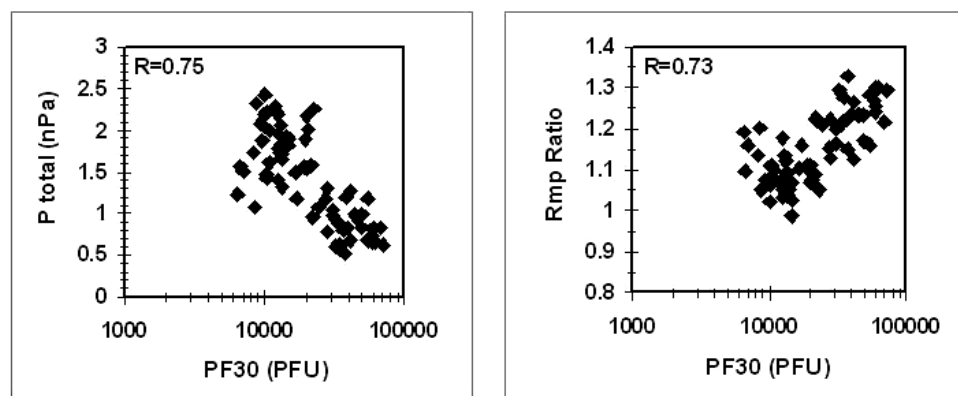 R=0.75
3
2.5
2
1.5
1
0.5
0
P total (nPa)
1000 10000 100000
PF30 (PFU)
R=0.73
1.4
1.3
1.2
1.1
1
0.9
0.8
Rmp Ratio
1000 10000 100000
PF30 (PFU)